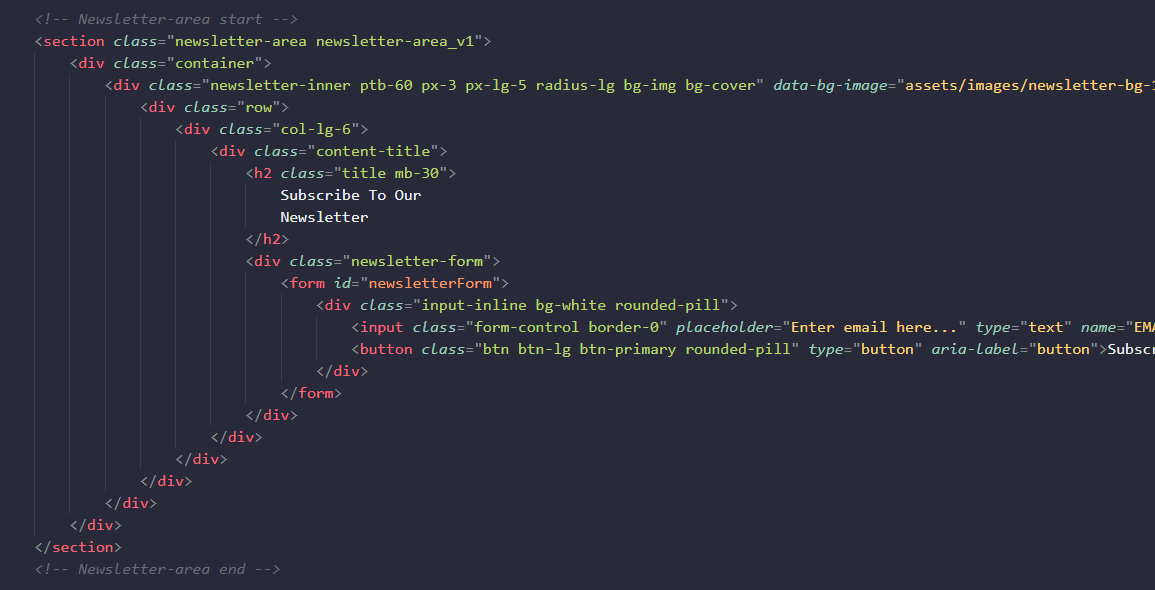 <!-- Newsletter-area start -->
<section class="newsletter-area newsletter-area_v1">
<div class="container">
<div class="newsletter-inner ptb-60 px-3 px-lg-5 radius-lg bg-img bg-cover" data-bg-image="assets/images/newsletter-bg-1
<div class="row">
<div class="col-lg-6">
<div class="content-title">
<h2 class="title mb-30">
Subscribe To Our
Newsletter
</h2>
<div class="newsletter-form">
<form id="newsletterForm">
<div class="input-inline bg-white rounded-pill">
<input class="form-control border-0" placeholder="Enter email here..." type="text" name="EMA
<button class="btn btn-lg btn-primary rounded-pill" type="button" aria-label="button">Subscr
</div>
</form>
</div>
</div>
</div>
</div>
</div>
</div>
</section>
<!-- Newsletter-area end -->